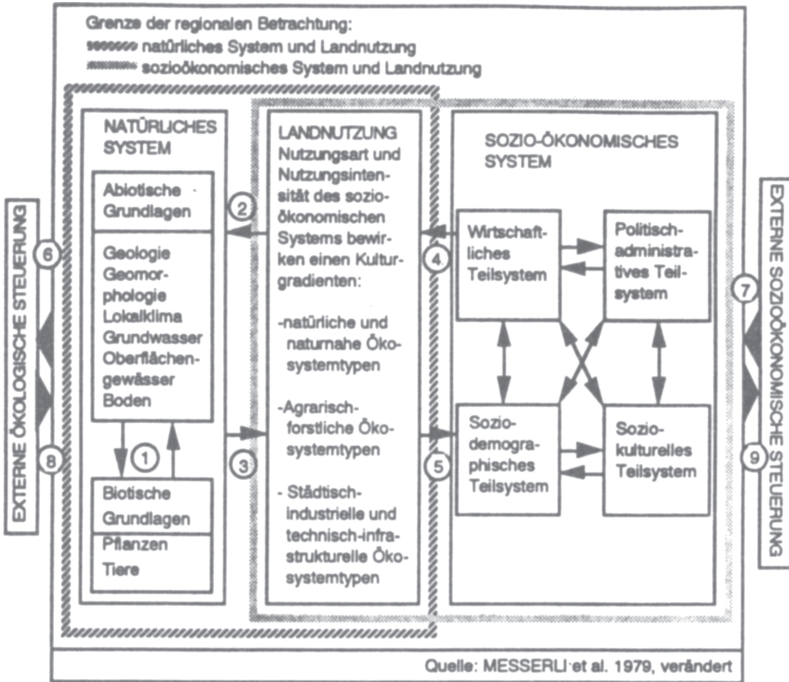 Grenze der regionalen Betrachtung:
natürliches System und Landnutzung
sozioökonomisches System und Landnutzung
NATÜRLICHES
SYSTEM
Abiotische
Grundlagen
Geologie
Geomor-
phologie
Lokalklima
Grundwasser
Oberflächen-
gewässer
Boden
1
Biotische
Grundlagen
Pflanzen
Tiere
2
3
LANDNUTZUNG
Nutzungsart und
Nutzungsinten-
sität des sozio-
ökonomischen
Systems bewir-
ken einen Kultur-
gradienten:
-natürliche und
naturnahe Öko-
systemtypen
-Agrarisch-
forstliche Öko-
systemtypen
- Städtisch-
industrielle und
technisch-infra-
strukturelle Öko-
systemtypen
4
5
SOZIO-ÖKONOMISCHES
SYSTEM
Wirtschaft-
liches
Teilsystem
Politisch-
administra-
tives Teil-
system
Sozio-
demogra-
phisches
Teilsystem
Sozio-
kulturelles
Teilsystem
EXTERNE ÖKOLOGISCHE STEUERUNG
6
8
EXTERNE SOZIOÖKONOMISCHE STEUERUNG
7
9
Quelle: MESSERLI et al. 1979, verändert